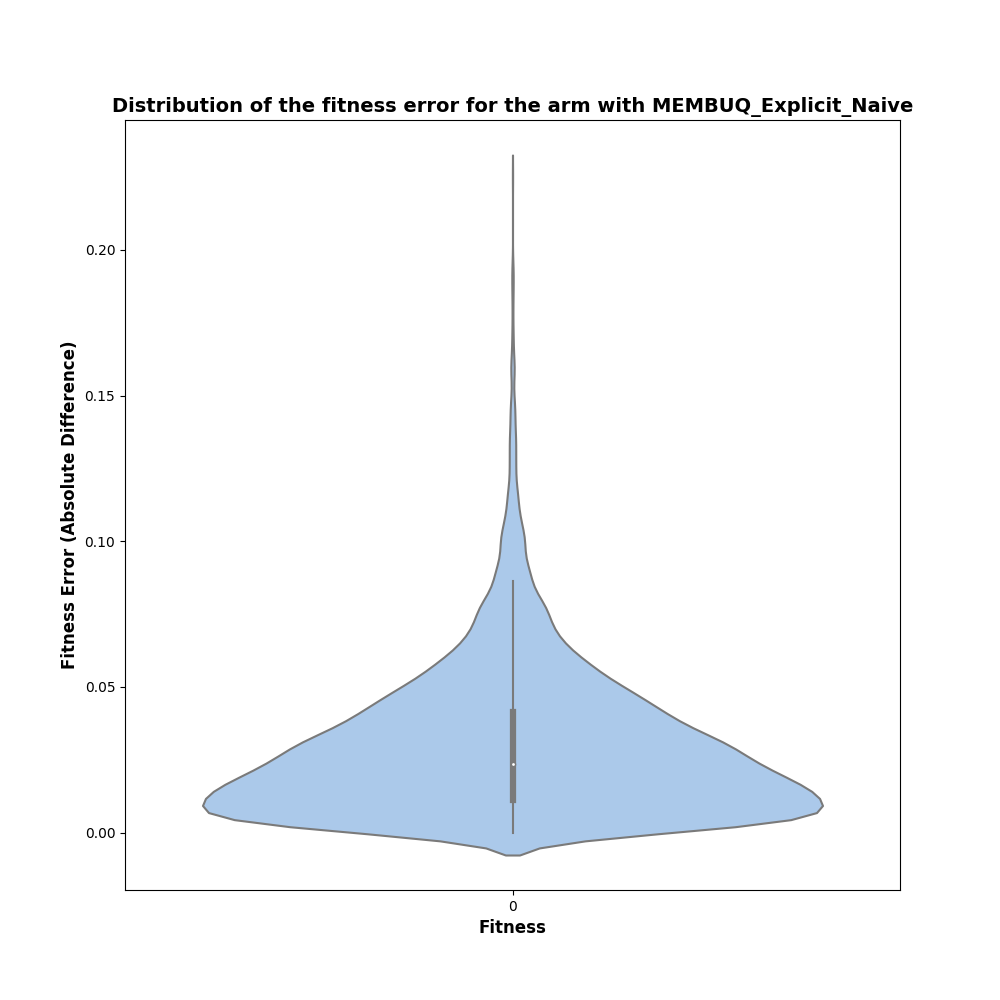 Distribution of the fitness error for the arm with MEMBUQ_Explicit_Naive
0.20
0.15
0.10
0.05
0.00
Fitness Error (Absolute Difference)
0
Fitness